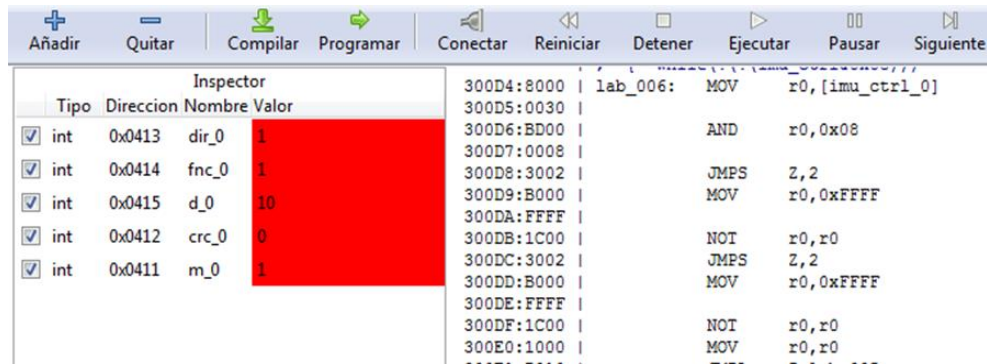 Añadir Quitar Compilar Programar Conectar Reiniciar Detener Ejecutar Pausar Siguiente
Inspector
Tipo Direccion Nombre Valor
int 0x0413 dir_0 1
int 0x0414 fnc_0 1
int 0x0415 d_0 10
int 0x0412 crc_0 0
int 0x0411 m_0 1
300D4:8000 | lab_006: MOV r0,[imu_ctrl_0]
300D5:0030 |
300D6:BD00 | AND r0,0x08
300D7:0008 |
300D8:3002 | JMPS Z,2
300D9:B000 | MOV r0,0xFFFF
300DA:FFFF |
300DB:1C00 | NOT r0,r0
300DC:3002 | JMPS Z,2
300DD:B000 | MOV r0,0xFFFF
300DE:FFFF |
300DF:1C00 | NOT r0,r0
300E0:1000 | MOV r0,r0